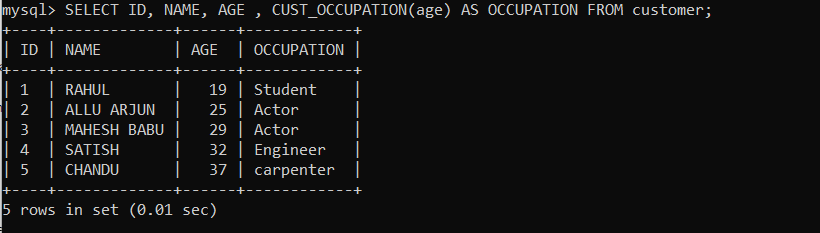 mysql> SELECT ID, NAME, AGE , CUST_OCCUPATION(age) AS OCCUPATION FROM customer;
+----+-------------+------+------------+
| ID | NAME        | AGE  | OCCUPATION |
+----+-------------+------+------------+
| 1  | RAHUL       |   19 | Student    |
| 2  | ALLU ARJUN  |   25 | Actor      |
| 3  | MAHESH BABU |   29 | Actor      |
| 4  | SATISH      |   32 | Engineer   |
| 5  | CHANDU      |   37 | carpenter  |
+----+-------------+------+------------+
5 rows in set (0.01 sec)